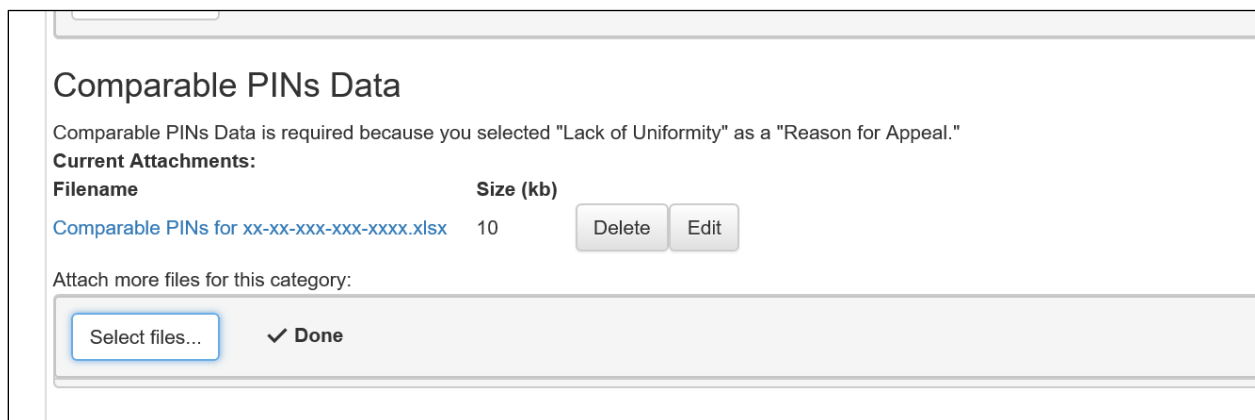 Comparable PINs Data
Comparable PINs Data is required because you selected "Lack of Uniformity" as a "Reason for Appeal."
Current Attachments:
Filename Size (kb)
Comparable PINs for xx-xx-xxx-xxx-xxxx.xlsx 10 Delete Edit
Attach more files for this category:
Select files... ✓ Done